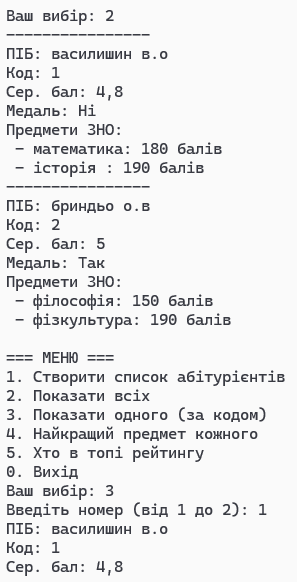 Ваш вибір: 2
----------------
ПІБ: василишин в.о
Код: 1
Сер. бал: 4,8
Медаль: Ні
Предмети ЗНО:
 - математика: 180 балів
 - історія : 190 балів
----------------
ПІБ: бриндьо о.в
Код: 2
Сер. бал: 5
Медаль: Так
Предмети ЗНО:
 - філософія: 150 балів
 - фізкультура: 190 балів

=== МЕНЮ ===
1. Створити список абітурієнтів
2. Показати всіх
3. Показати одного (за кодом)
4. Найкращий предмет кожного
5. Хто в топі рейтингу
0. Вихід
Ваш вибір: 3
Введіть номер (від 1 до 2): 1
ПІБ: василишин в.о
Код: 1
Сер. бал: 4,8